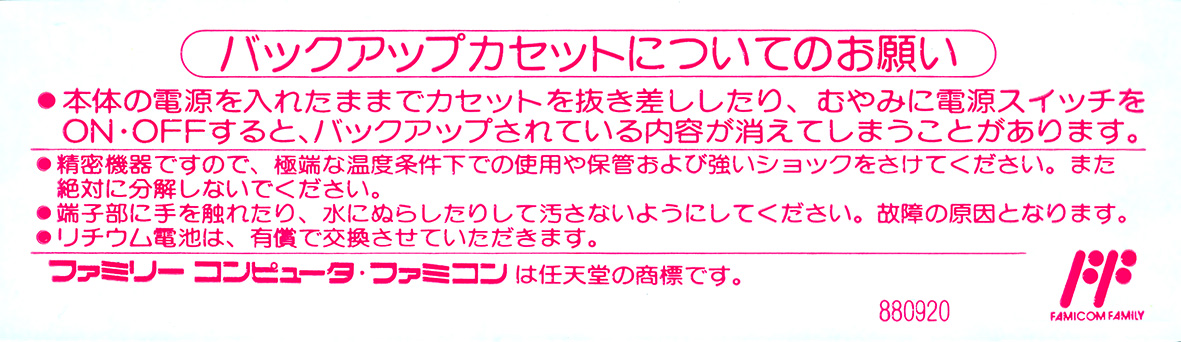 バックアップカセットについてのお願い
●本体の電源を入れたままでカセットを抜き差ししたり、むやみに電源スイッチを
ON・OFFすると、バックアップされている内容が消えてしまうことがあります。
●精密機器ですので、極端な温度条件下での使用や保管および強いショックをさけてください。また
絶対に分解しないでください。
●端子部に手を触れたり、水にぬらしたりして汚さないようにしてください。故障の原因となります。
●リチウム電池は、有償で交換させていただきます。
ファミリーコンピュータ・ファミコンは任天堂の商標です。
880920
FAMICOM FAMILY